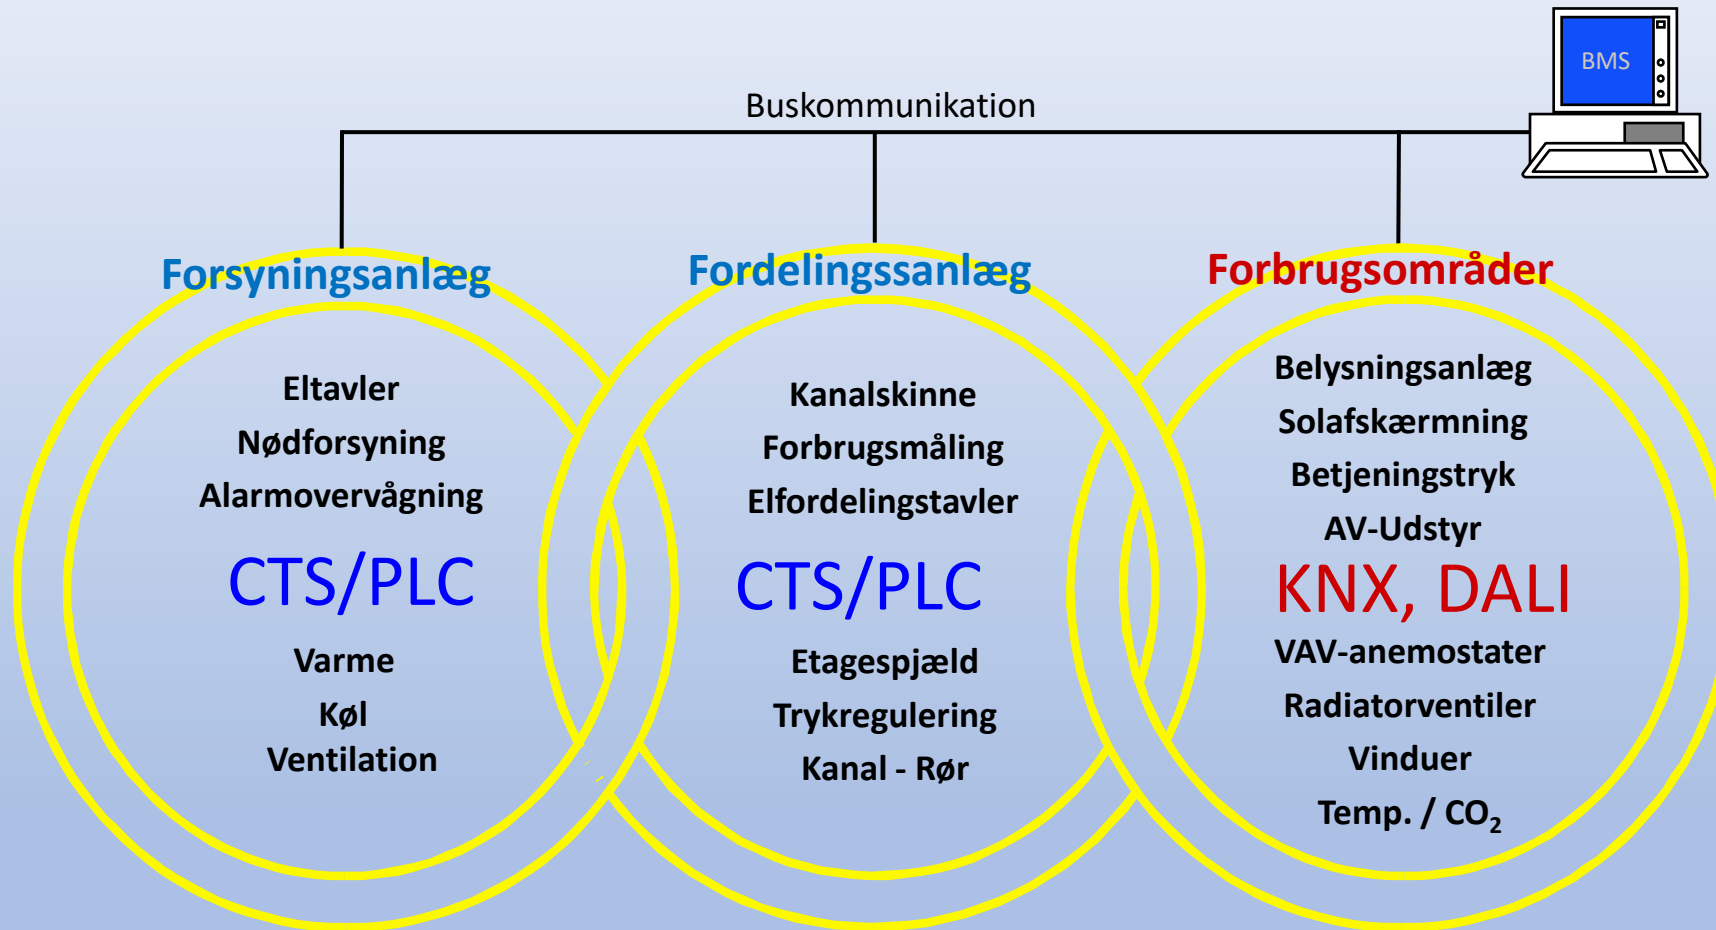 BMS
Buskommunikation
Forsyningsanlæg
Eltavler
Nødforsyning
Alarmovervågning
CTS/PLC
Varme
Køl
Ventilation
Fordelingssanlæg
Kanalskinne
Forbrugsmåling
Elfordelingstavler
CTS/PLC
Etagespjæld
Trykregulering
Kanal - Rør
Forbrugsområder
Belysningsanlæg
Solafskærmning
Betjeningstryk
AV-Udstyr
KNX, DALI
VAV-anemostater
Radiatorventiler
Vinduer
Temp. / CO₂